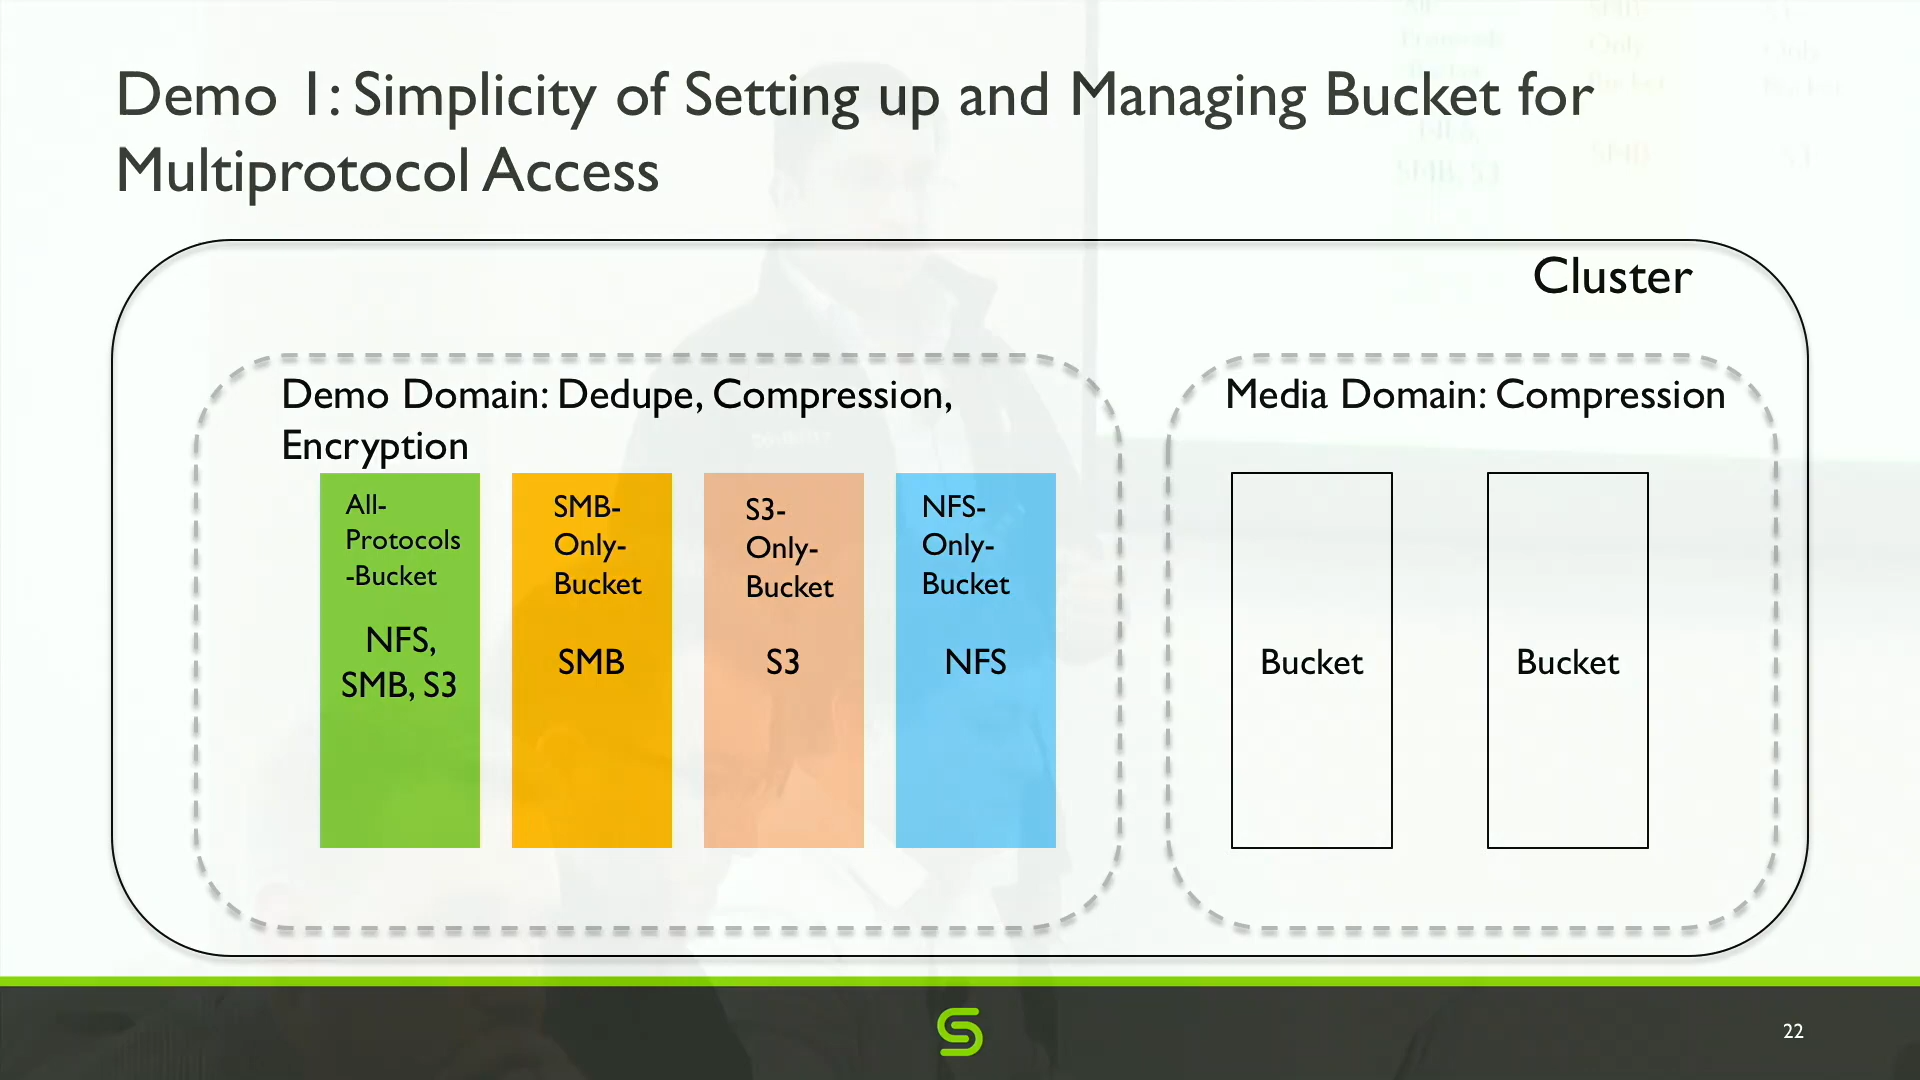 Demo 1: Simplicity of Setting up and Managing Bucket for
Multiprotocol Access
Cluster
Demo Domain: Dedupe, Compression,
Encryption
All-
Protocols
-Bucket
NFS,
SMB, S3
SMB-
Only-
Bucket
SMB
S3-
Only-
Bucket
S3
NFS-
Only-
Bucket
NFS
Media Domain: Compression
Bucket
Bucket
22